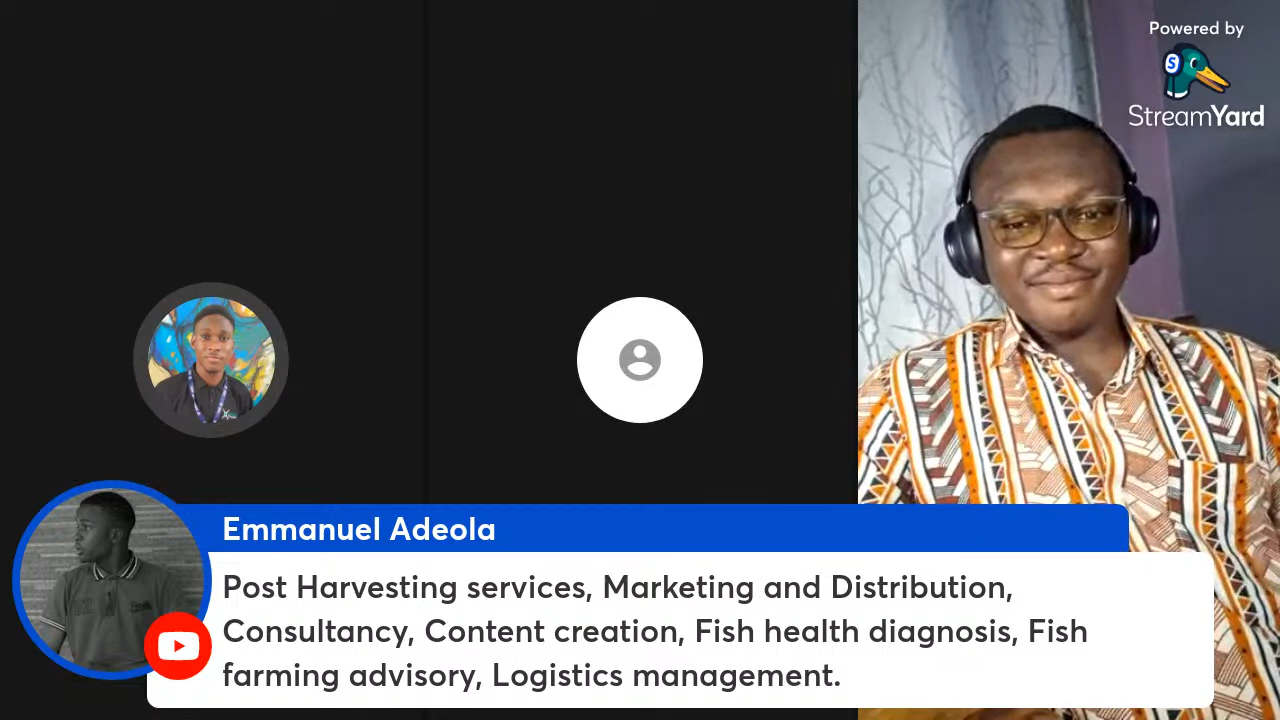 Powered by
S
StreamYard
Emmanuel Adeola
Post Harvesting services, Marketing and Distribution,
Consultancy, Content creation, Fish health diagnosis, Fish
farming advisory, Logistics management.